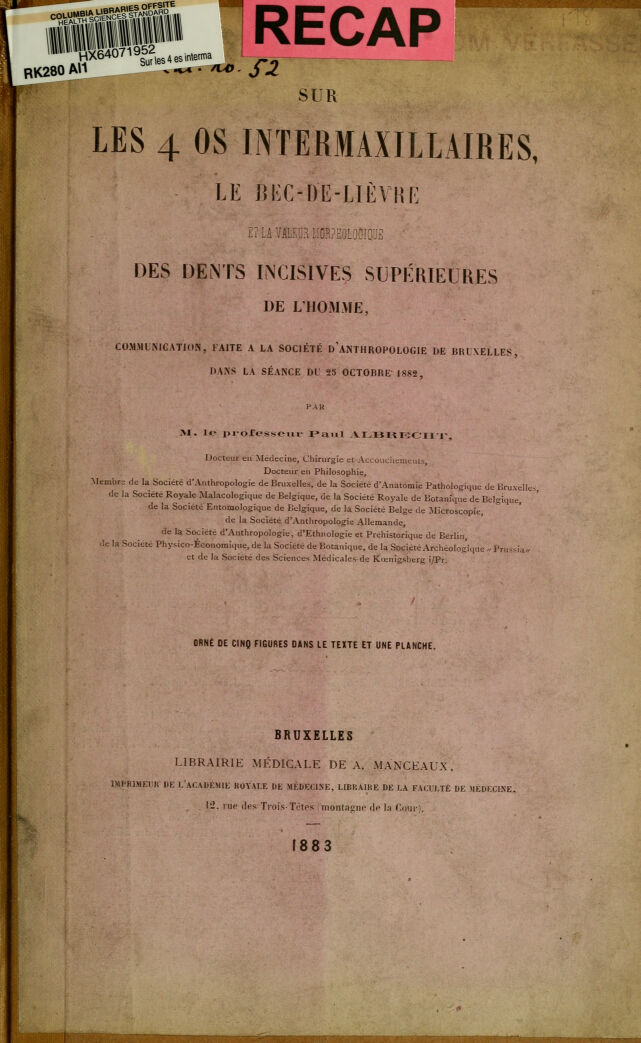 COLUMBIA LIBRARIES OFFSITE
HEALTH SCIENCES STANDARD
HX64071952
RK280 Al1 Sur les 4 es interma
RECAP
no. 52
SUR
LES 4 OS INTERMAXILLAIRES,
LE BEC-DE-LIÈVRE
ET LA VALEUR MORPHOLOGIQUE
DES DENTS INCISIVES SUPÉRIEURES
DE L'HOMME,
COMMUNICATION, FAITE A LA SOCIÉTÉ D'ANTHROPOLOGIE DE BRUXELLES,
DANS LA SÉANCE DU 25 OCTOBRE 1882,
PAR
M. le professeur Paul ALBRECHT,
Docteur en Médecine, Chirurgie et Accouchements,
Docteur en Philosophie,
Membre de la Société d'Anthropologie de Bruxelles, de la Société d'Anatomie Pathologique de Bruxelles,
de la Société Royale Malacologique de Belgique, de la Société Royale de Botanique de Belgique,
de la Société Entomologique de Belgique, de la Société Belge de Microscopie,
de la Société d'Anthropologie Allemande,
de la Société d'Anthropologie, d'Ethnologie et Préhistorique de Berlin,
de la Société Physico-Économique, de la Société de Botanique, de la Société Archéologique « Prussia »
et de la Société des Sciences Médicales de Kœnigsberg i/Pr.
ORNÉ DE CINQ FIGURES DANS LE TEXTE ET UNE PLANCHE.
BRUXELLES
LIBRAIRIE MÉDICALE DE A. MANCEAUX,
IMPRIMEUR DE L'ACADÉMIE ROYALE DE MÉDECINE, LIBRAIRE DE LA FACULTÉ DE MÉDECINE,
12, rue des Trois-Têtes (montagne de la Cour).
1883